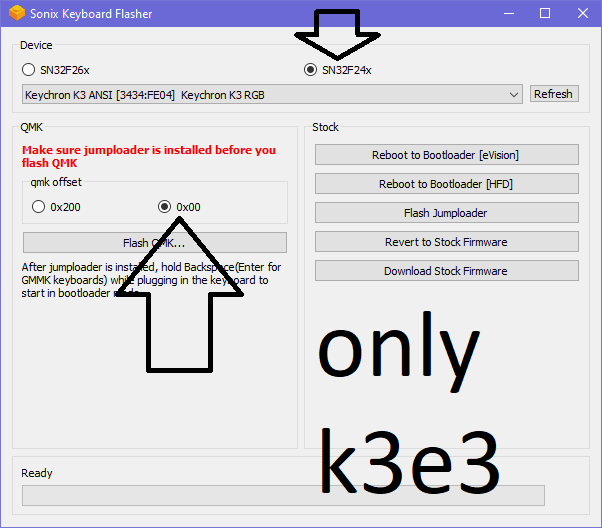 Sonix Keyboard Flasher
Device
SN32F26x
SN32F24x
Keychron K3 ANSI [3434:FE04] Keychron K3 RGB
Refresh
QMK
Make sure jumploader is installed before you
flash QMK
qmk offset
0x200
0x00
Flash QMK...
After jumploader is installed, hold Backspace(Enter for
GMMK keyboards) while plugging in the keyboard to
start in bootloader mode.
Stock
Reboot to Bootloader [eVision]
Reboot to Bootloader [HFD]
Flash Jumploader
Revert to Stock Firmware
Download Stock Firmware
only
k3e3
Ready